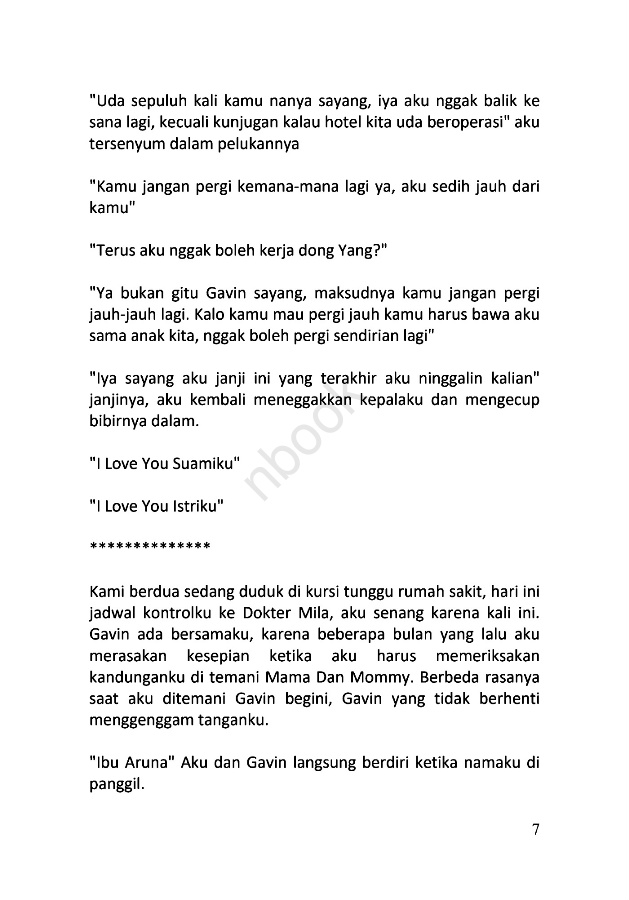 "Uda sepuluh kali kamu nanya sayang, iya aku nggak balik ke
sana lagi, kecuali kunjugan kalau hotel kita uda beroperasi" aku
tersenyum dalam pelukannya
"Kamu jangan pergi kemana-mana lagi ya, aku sedih jauh dari
kamu"
"Terus aku nggak boleh kerja dong Yang?"
"Ya bukan gitu Gavin sayang, maksudnya kamu jangan pergi
jauh-jauh lagi. Kalo kamu mau pergi jauh kamu harus bawa aku
sama anak kita, nggak boleh pergi sendirian lagi"
"Iya sayang aku janji ini yang terakhir aku ninggalin kalian"
janjinya, aku kembali meneggakkan kepalaku dan mengecup
bibirnya dalam.
"I Love You Suamiku"
"I Love You Istriku"
**************
Kami berdua sedang duduk di kursi tunggu rumah sakit, hari ini
jadwal kontrolku ke Dokter Mila, aku senang karena kali ini.
Gavin ada bersamaku, karena beberapa bulan yang lalu aku
merasakan kesepian ketika aku harus memeriksakan
kandunganku di temani Mama Dan Mommy. Berbeda rasanya
saat aku ditemani Gavin begini, Gavin yang tidak berhenti
menggenggam tanganku.
"Ibu Aruna" Aku dan Gavin langsung berdiri ketika namaku di
panggil.
7
nbook